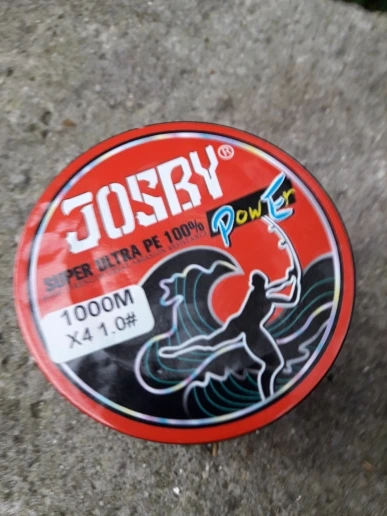 JOSBY®
PowEr
SUPER ULTRA PE 100%
1000M
X4 1.0#